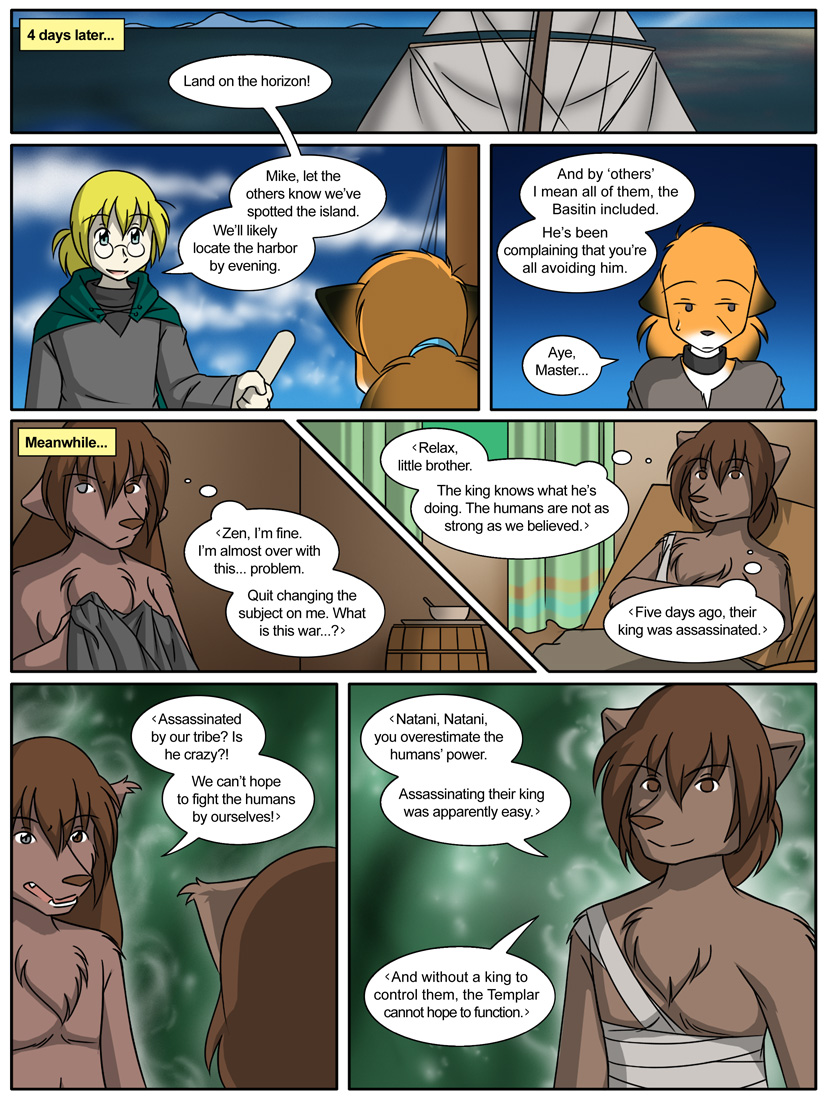 4 days later...
Land on the horizon!
Mike, let the
others know we've
spotted the island.
We'll likely
locate the harbor
by evening.
And by 'others'
I mean all of them, the
Basitin included.
He's been
complaining that you're
all avoiding him.
Aye,
Master...
Meanwhile...
‹Zen, I'm fine.
I'm almost over with
this... problem.
Quit changing the
subject on me. What
is this war...?›
‹Relax,
little brother.
The king knows what he's
doing. The humans are not as
strong as we believed.›
‹Five days ago, their
king was assassinated.›
‹Assassinated
by our tribe? Is
he crazy?!
We can't hope
to fight the humans
by ourselves!›
‹Natani, Natani,
you overestimate the
humans' power.
Assassinating their king
was apparently easy.›
‹And without a king to
control them, the Templar
cannot hope to function.›